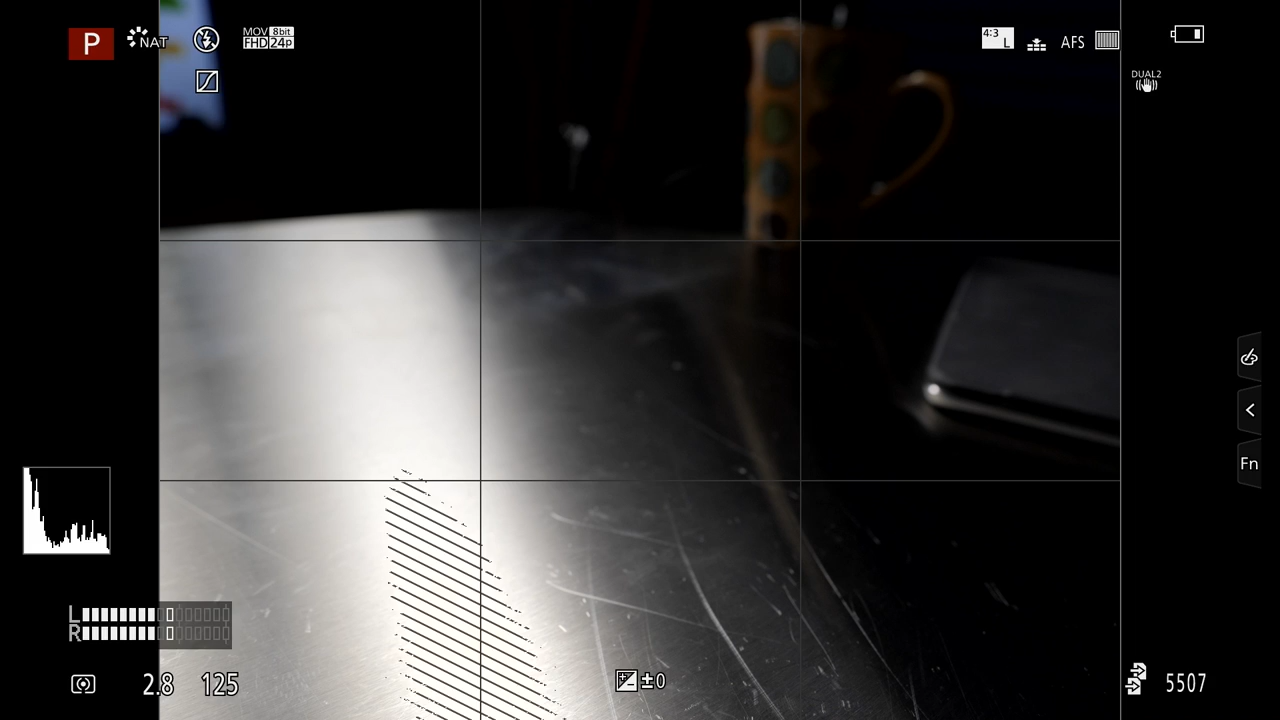 P
NAT
MOV 8bit
FHD 24p
4:3
L
AFS
DUAL2
Fn
L
R
2.8 125
±0
5507